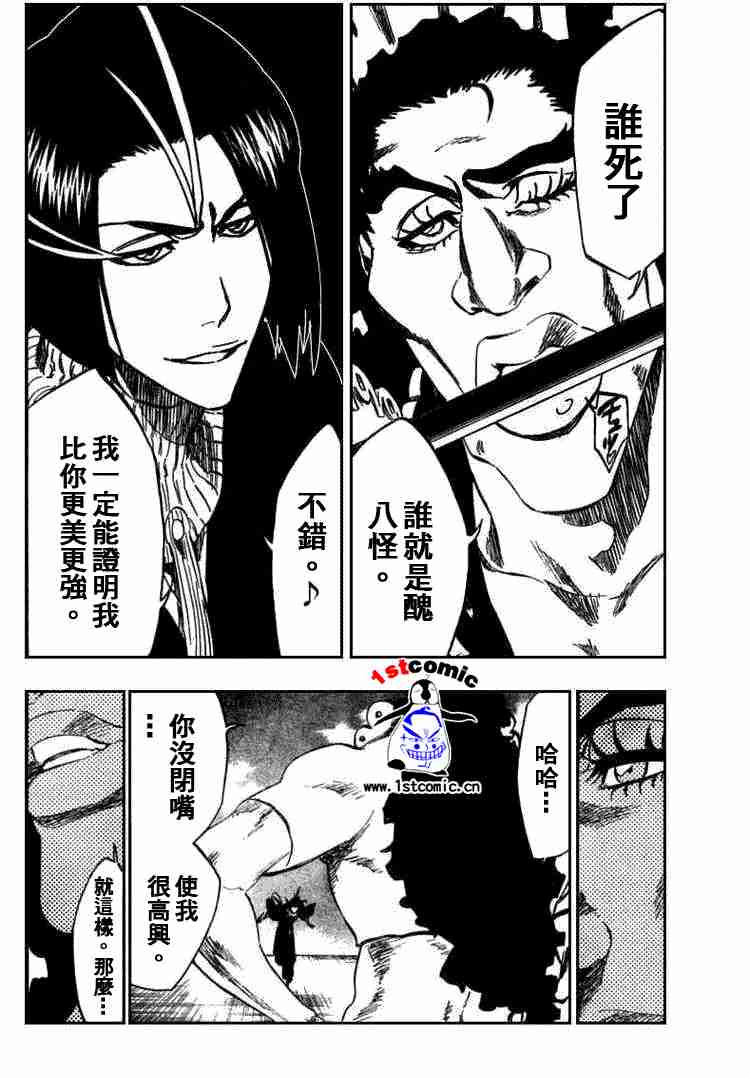 誰死了
誰就是醜
八怪。
不錯。♪
我一定能證明我
比你更美更強。
哈哈…
你沒閉嘴
…
使我
很高興。
就這樣。那麼…
1stcomic
www.1stcomic.cn